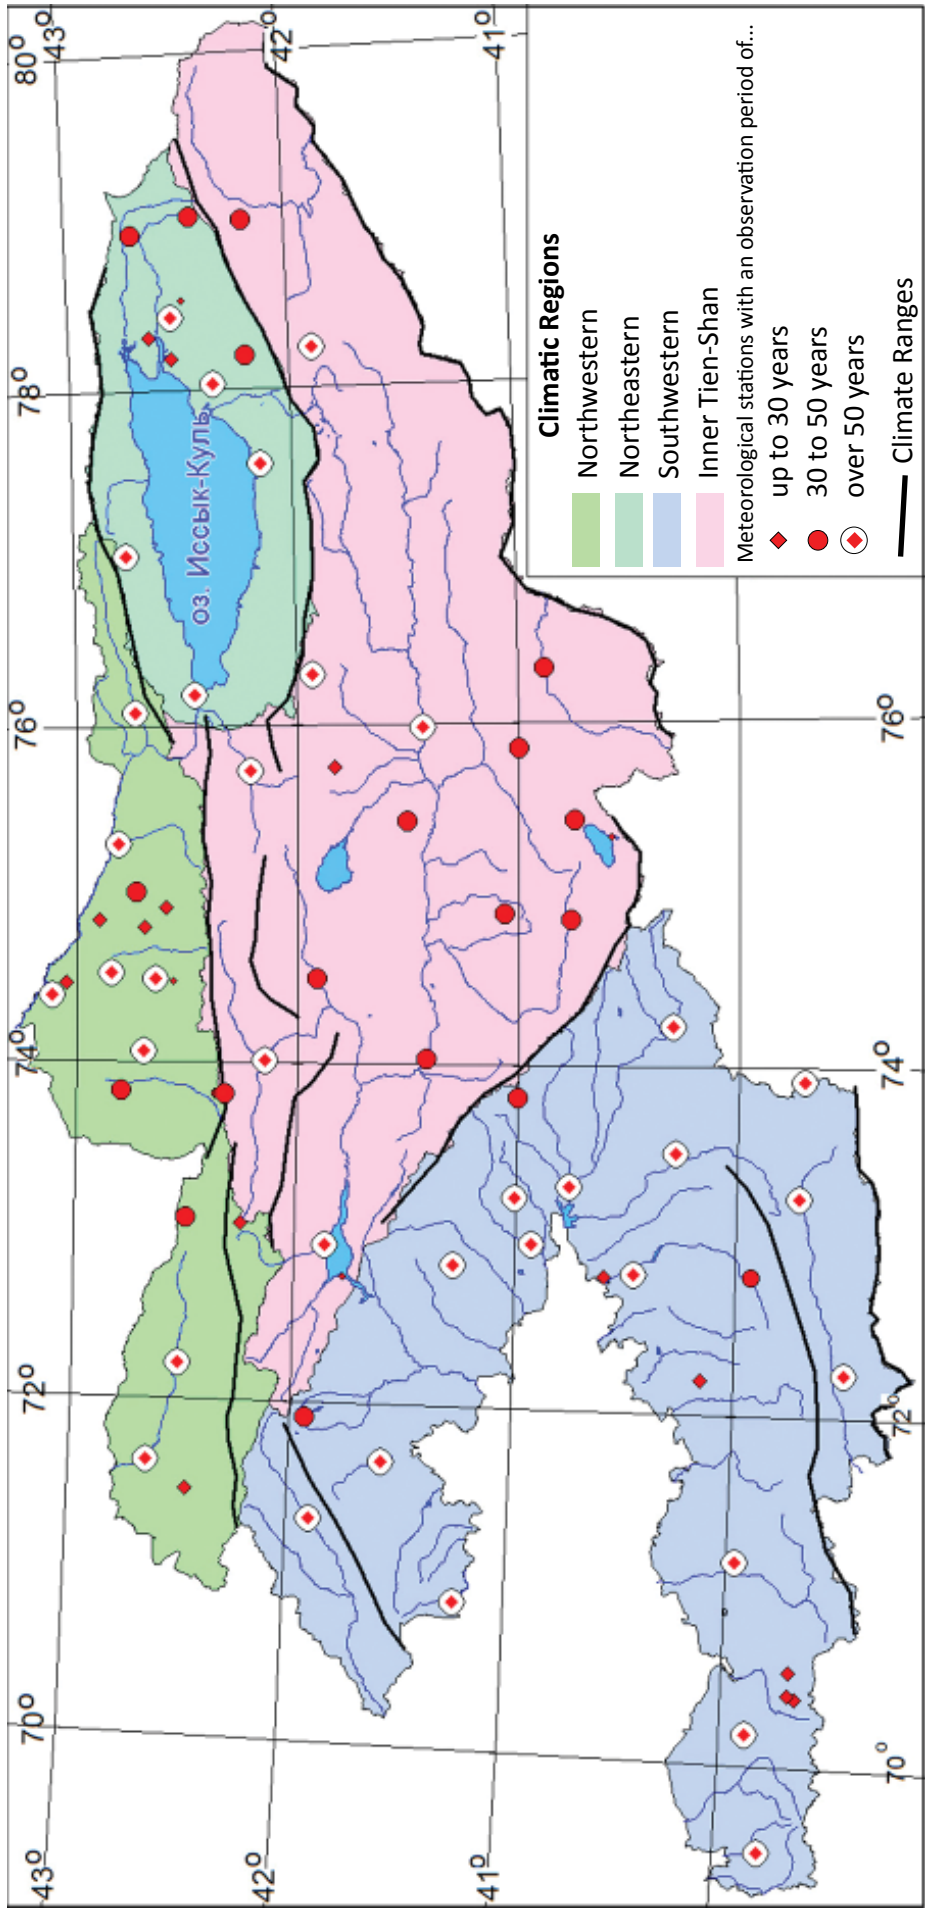 43°
42°
41°
80°
78°
76°
74°
72°
70°
оз. Иссык-Куль
43°
42°
41°
76°
74°
72°
70°
Climatic Regions
Northwestern
Northeastern
Southwestern
Inner Tien-Shan
Meteorological stations with an observation period of...
up to 30 years
30 to 50 years
over 50 years
Climate Ranges